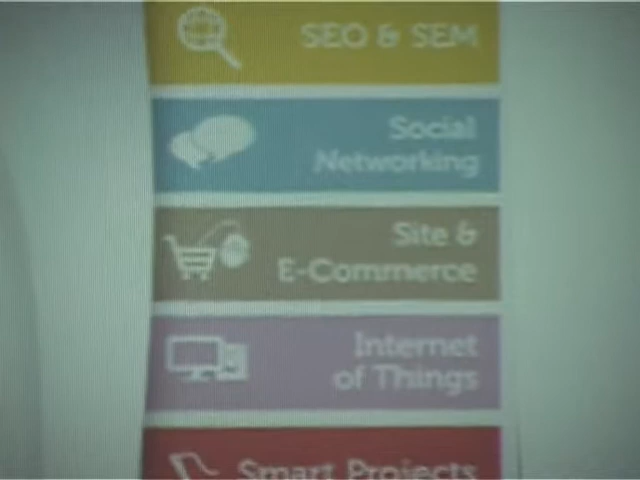 SEO & SEM
Social
Networking
Site &
E-Commerce
Internet
of Things
Smart Projects